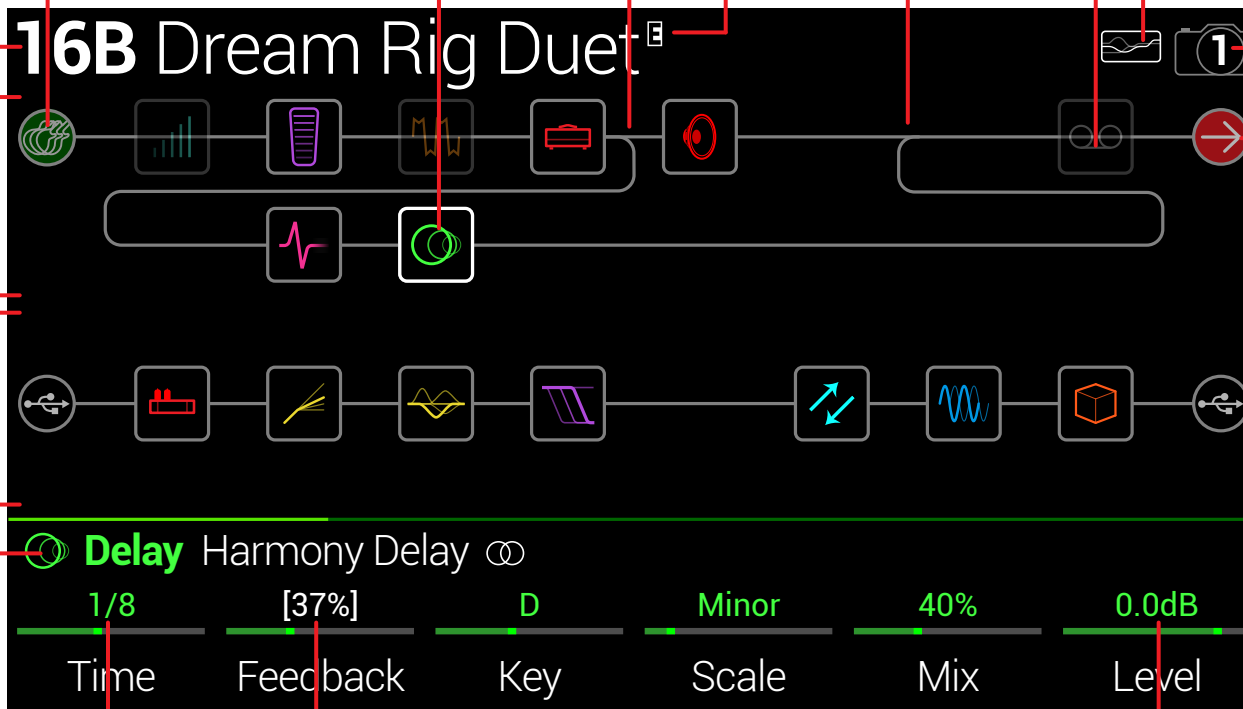 16B Dream Rig Duet E
1
Delay Harmony Delay
1/8 [37%] D Minor 40% 0.0dB
Time Feedback Key Scale Mix Level